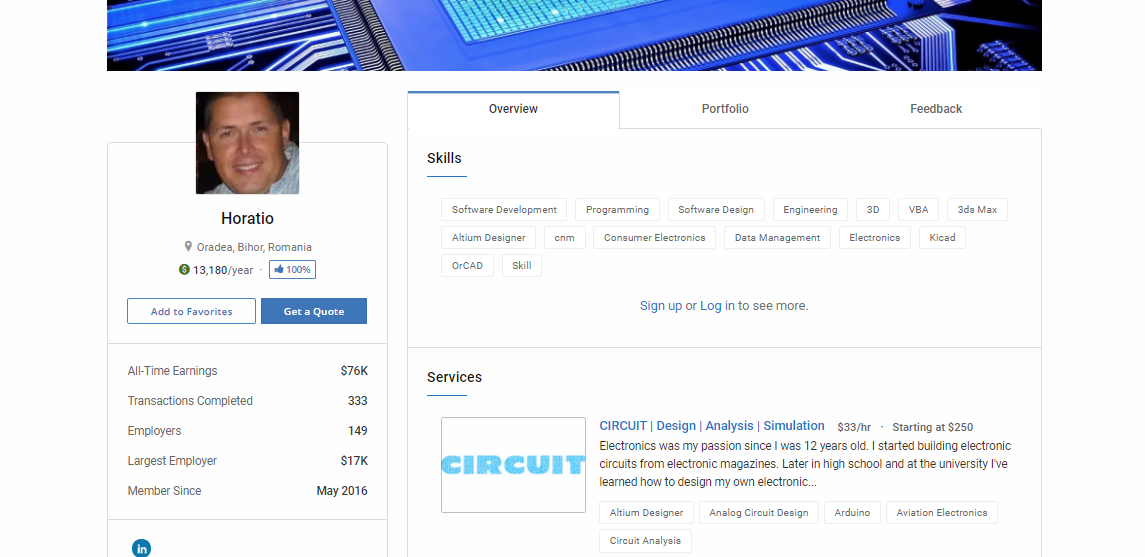 Overview Portfolio Feedback
Horatio
Oradea, Bihor, Romania
$ 13,180/year · 100%
Add to Favorites Get a Quote
All-Time Earnings $76K
Transactions Completed 333
Employers 149
Largest Employer $17K
Member Since May 2016
in
Skills
Software Development Programming Software Design Engineering 3D VBA 3ds Max
Altium Designer cnm Consumer Electronics Data Management Electronics Kicad
OrCAD Skill
Sign up or Log in to see more.
Services
CIRCUIT
CIRCUIT | Design | Analysis | Simulation $33/hr · Starting at $250
Electronics was my passion since I was 12 years old. I started building electronic
circuits from electronic magazines. Later in high school and at the university I've
learned how to design my own electronic...
Altium Designer Analog Circuit Design Arduino Aviation Electronics
Circuit Analysis